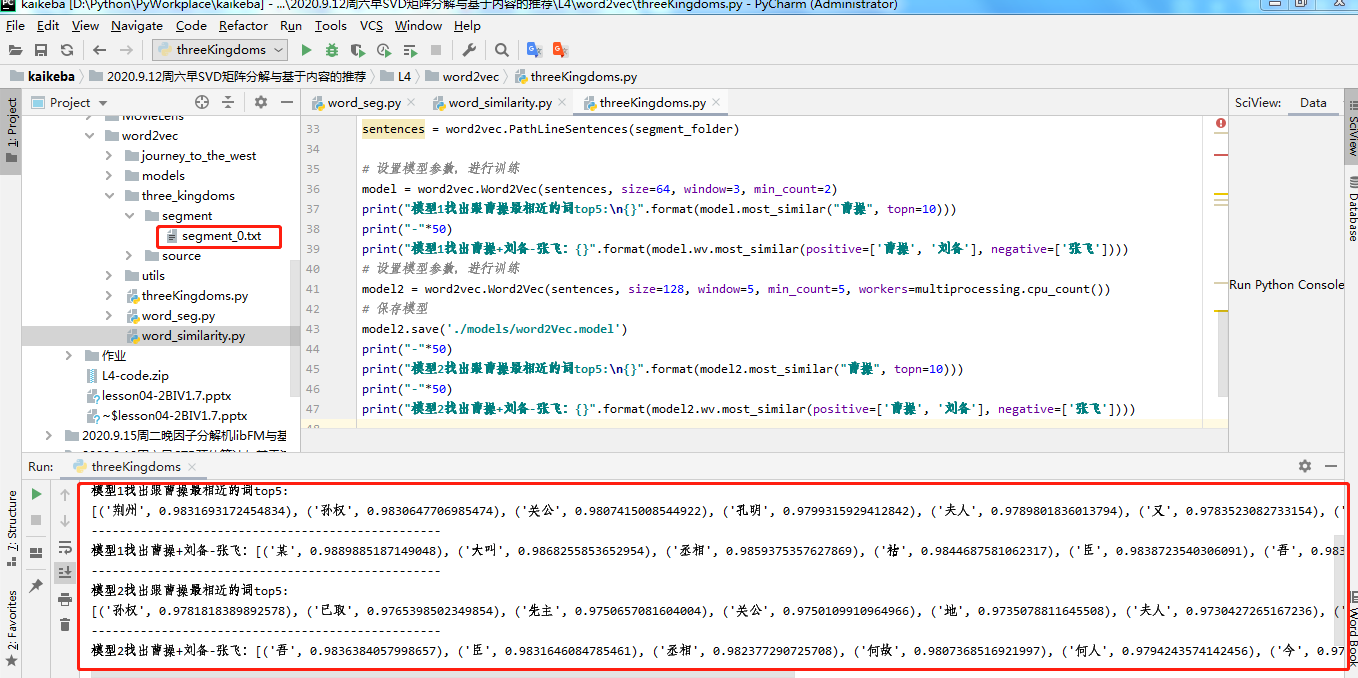 kaikeba [D:\Python\PyWorkplace\kaikeba] - ...\2020.9.12周六早SVD矩阵分解与基于内容的推荐\L4\word2vec\threeKingdoms.py - PyCharm (Administrator)
File Edit View Navigate Code Refactor Run Tools VCS Window Help
threeKingdoms
kaikeba 2020.9.12周六早SVD矩阵分解与基于内容的推荐 L4 word2vec threeKingdoms.py
Project word_seg.py word_similarity.py threeKingdoms.py SciView: Data
1: Project
MovieLens
word2vec
journey_to_the_west
models
three_kingdoms
segment
segment_0.txt
source
utils
threeKingdoms.py
word_seg.py
word_similarity.py
作业
L4-code.zip
lesson04-2BIV1.7.pptx
~$lesson04-2BIV1.7.pptx
2020.9.15周二晚因子分解机libFM与基
33 sentences = word2vec.PathLineSentences(segment_folder)
34
35 # 设置模型参数，进行训练
36 model = word2vec.Word2Vec(sentences, size=64, window=3, min_count=2)
37 print("模型1找出跟曹操最相近的词top5:\n{}".format(model.most_similar("曹操", topn=10)))
38 print("-"*50)
39 print("模型1找出曹操+刘备-张飞: {}".format(model.wv.most_similar(positive=['曹操', '刘备'], negative=['张飞'])))
40 # 设置模型参数，进行训练
41 model2 = word2vec.Word2Vec(sentences, size=128, window=5, min_count=5, workers=multiprocessing.cpu_count())
42 # 保存模型
43 model2.save('./models/word2Vec.model')
44 print("-"*50)
45 print("模型2找出跟曹操最相近的词top5:\n{}".format(model2.most_similar("曹操", topn=10)))
46 print("-"*50)
47 print("模型2找出曹操+刘备-张飞: {}".format(model2.wv.most_similar(positive=['曹操', '刘备'], negative=['张飞'])))
Run Python Console
SciView
Database
Word Book
Run: threeKingdoms
7: Structure
2: Favorites
模型1找出跟曹操最相近的词top5:
[('荆州', 0.9831693172454834), ('孙权', 0.9830647706985474), ('关公', 0.9807415008544922), ('孔明', 0.9799315929412842), ('夫人', 0.9789801836013794), ('又', 0.9783523082733154), ('
--------------------------------------------------
模型1找出曹操+刘备-张飞: [('某', 0.9889885187149048), ('大叫', 0.9868255853652954), ('丞相', 0.9859375357627869), ('枯', 0.9844687581062317), ('臣', 0.9838723540306091), ('吾', 0.983
--------------------------------------------------
模型2找出跟曹操最相近的词top5:
[('孙权', 0.9781818389892578), ('已取', 0.9765398502349854), ('先主', 0.9750657081604004), ('关公', 0.9750109910964966), ('地', 0.9735078811645508), ('夫人', 0.9730427265167236), ('
--------------------------------------------------
模型2找出曹操+刘备-张飞: [('吾', 0.9836384057998657), ('臣', 0.9831646084785461), ('丞相', 0.982377290725708), ('何故', 0.9807368516921997), ('何人', 0.9794243574142456), ('今', 0.97